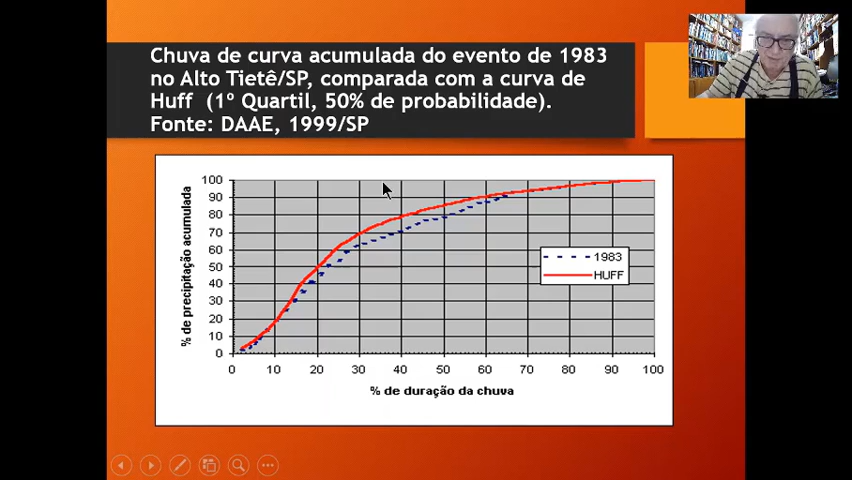 Chuva de curva acumulada do evento de 1983
no Alto Tietê/SP, comparada com a curva de
Huff (1º Quartil, 50% de probabilidade).
Fonte: DAAE, 1999/SP
% de precipitação acumulada
100
90
80
70
60
50
40
30
20
10
0
1983
HUFF
0 10 20 30 40 50 60 70 80 90 100
% de duração da chuva